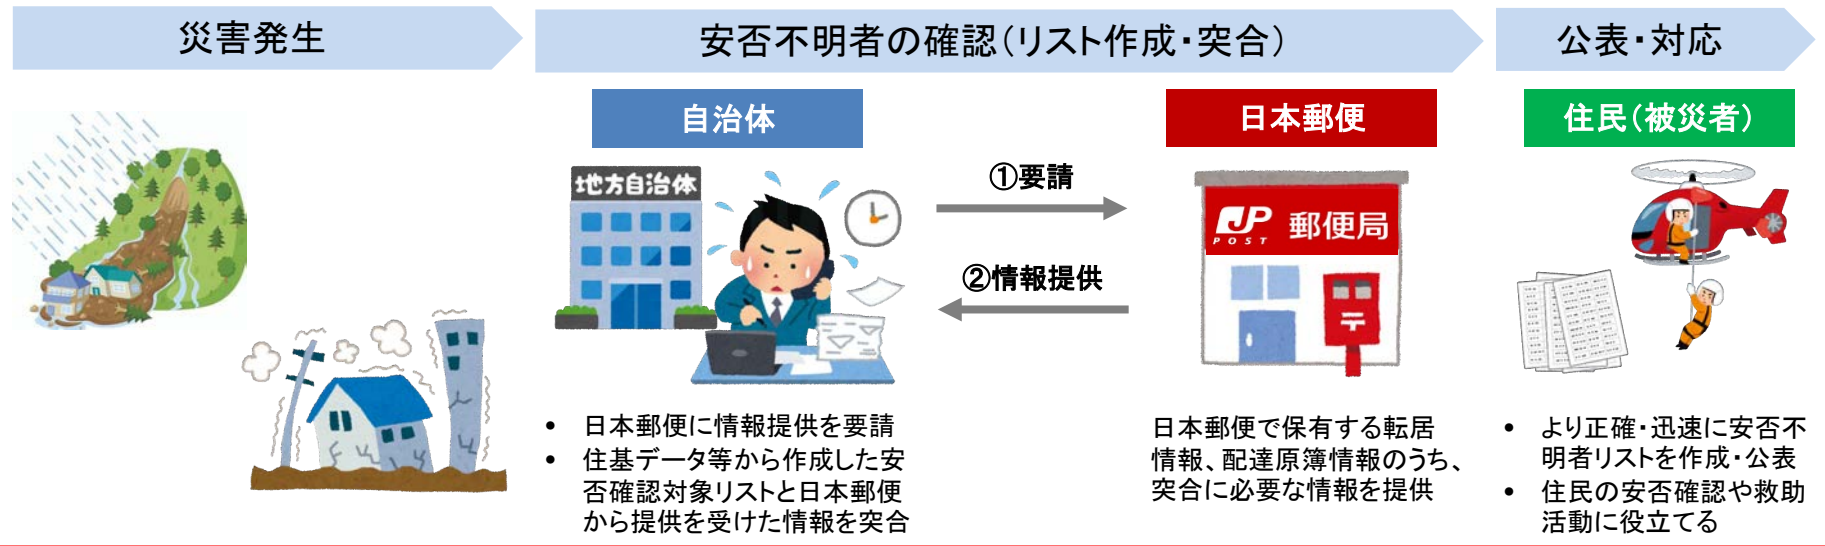 災害発生
安否不明者の確認（リスト作成・突合）
公表・対応
自治体
日本郵便
住民（被災者）
地方自治体
①要請
②情報提供
JP
POST
郵便局
〒
• 日本郵便に情報提供を要請
• 住基データ等から作成した安
否確認対象リストと日本郵便
から提供を受けた情報を突合
日本郵便で保有する転居
情報、配達原簿情報のうち、
突合に必要な情報を提供
• より正確・迅速に安否不
明者リストを作成・公表
• 住民の安否確認や救助
活動に役立てる